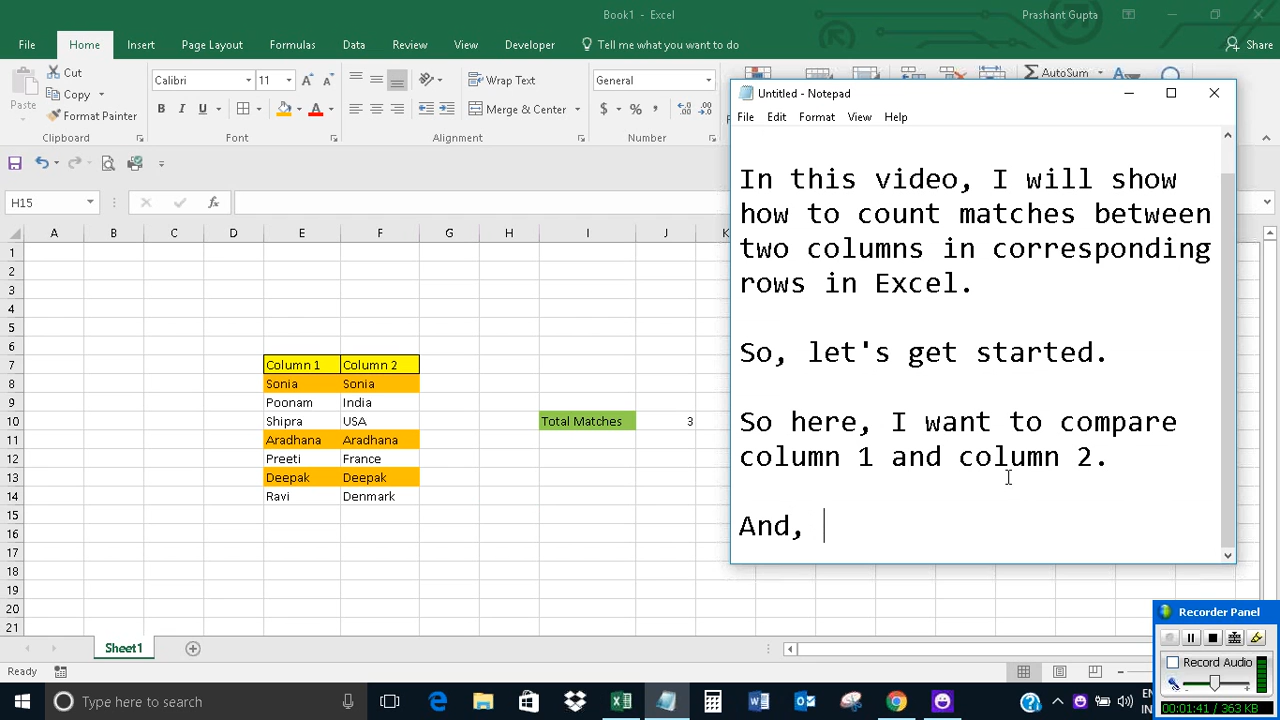 Book1 - Excel
Prashant Gupta
File Home Insert Page Layout Formulas Data Review View Developer Tell me what you want to do Share
Paste
Cut
Copy
Format Painter
Clipboard
Calibri 11
B I U
Font
Wrap Text
Merge & Center
Alignment
General
$ % ,
Number
AutoSum
H15
fx
A B C D E F G H I J K
1
2
3
4
5
6
7 Column 1 Column 2
8 Sonia Sonia
9 Poonam India
10 Shipra USA Total Matches 3
11 Aradhana Aradhana
12 Preeti France
13 Deepak Deepak
14 Ravi Denmark
15
16
17
18
19
20
21
Untitled - Notepad
File Edit Format View Help
In this video, I will show
how to count matches between
two columns in corresponding
rows in Excel.
So, let's get started.
So here, I want to compare
column 1 and column 2.
And,
Sheet1
Ready
Recorder Panel
Record Audio
00:01:41 / 363 KB
Type here to search